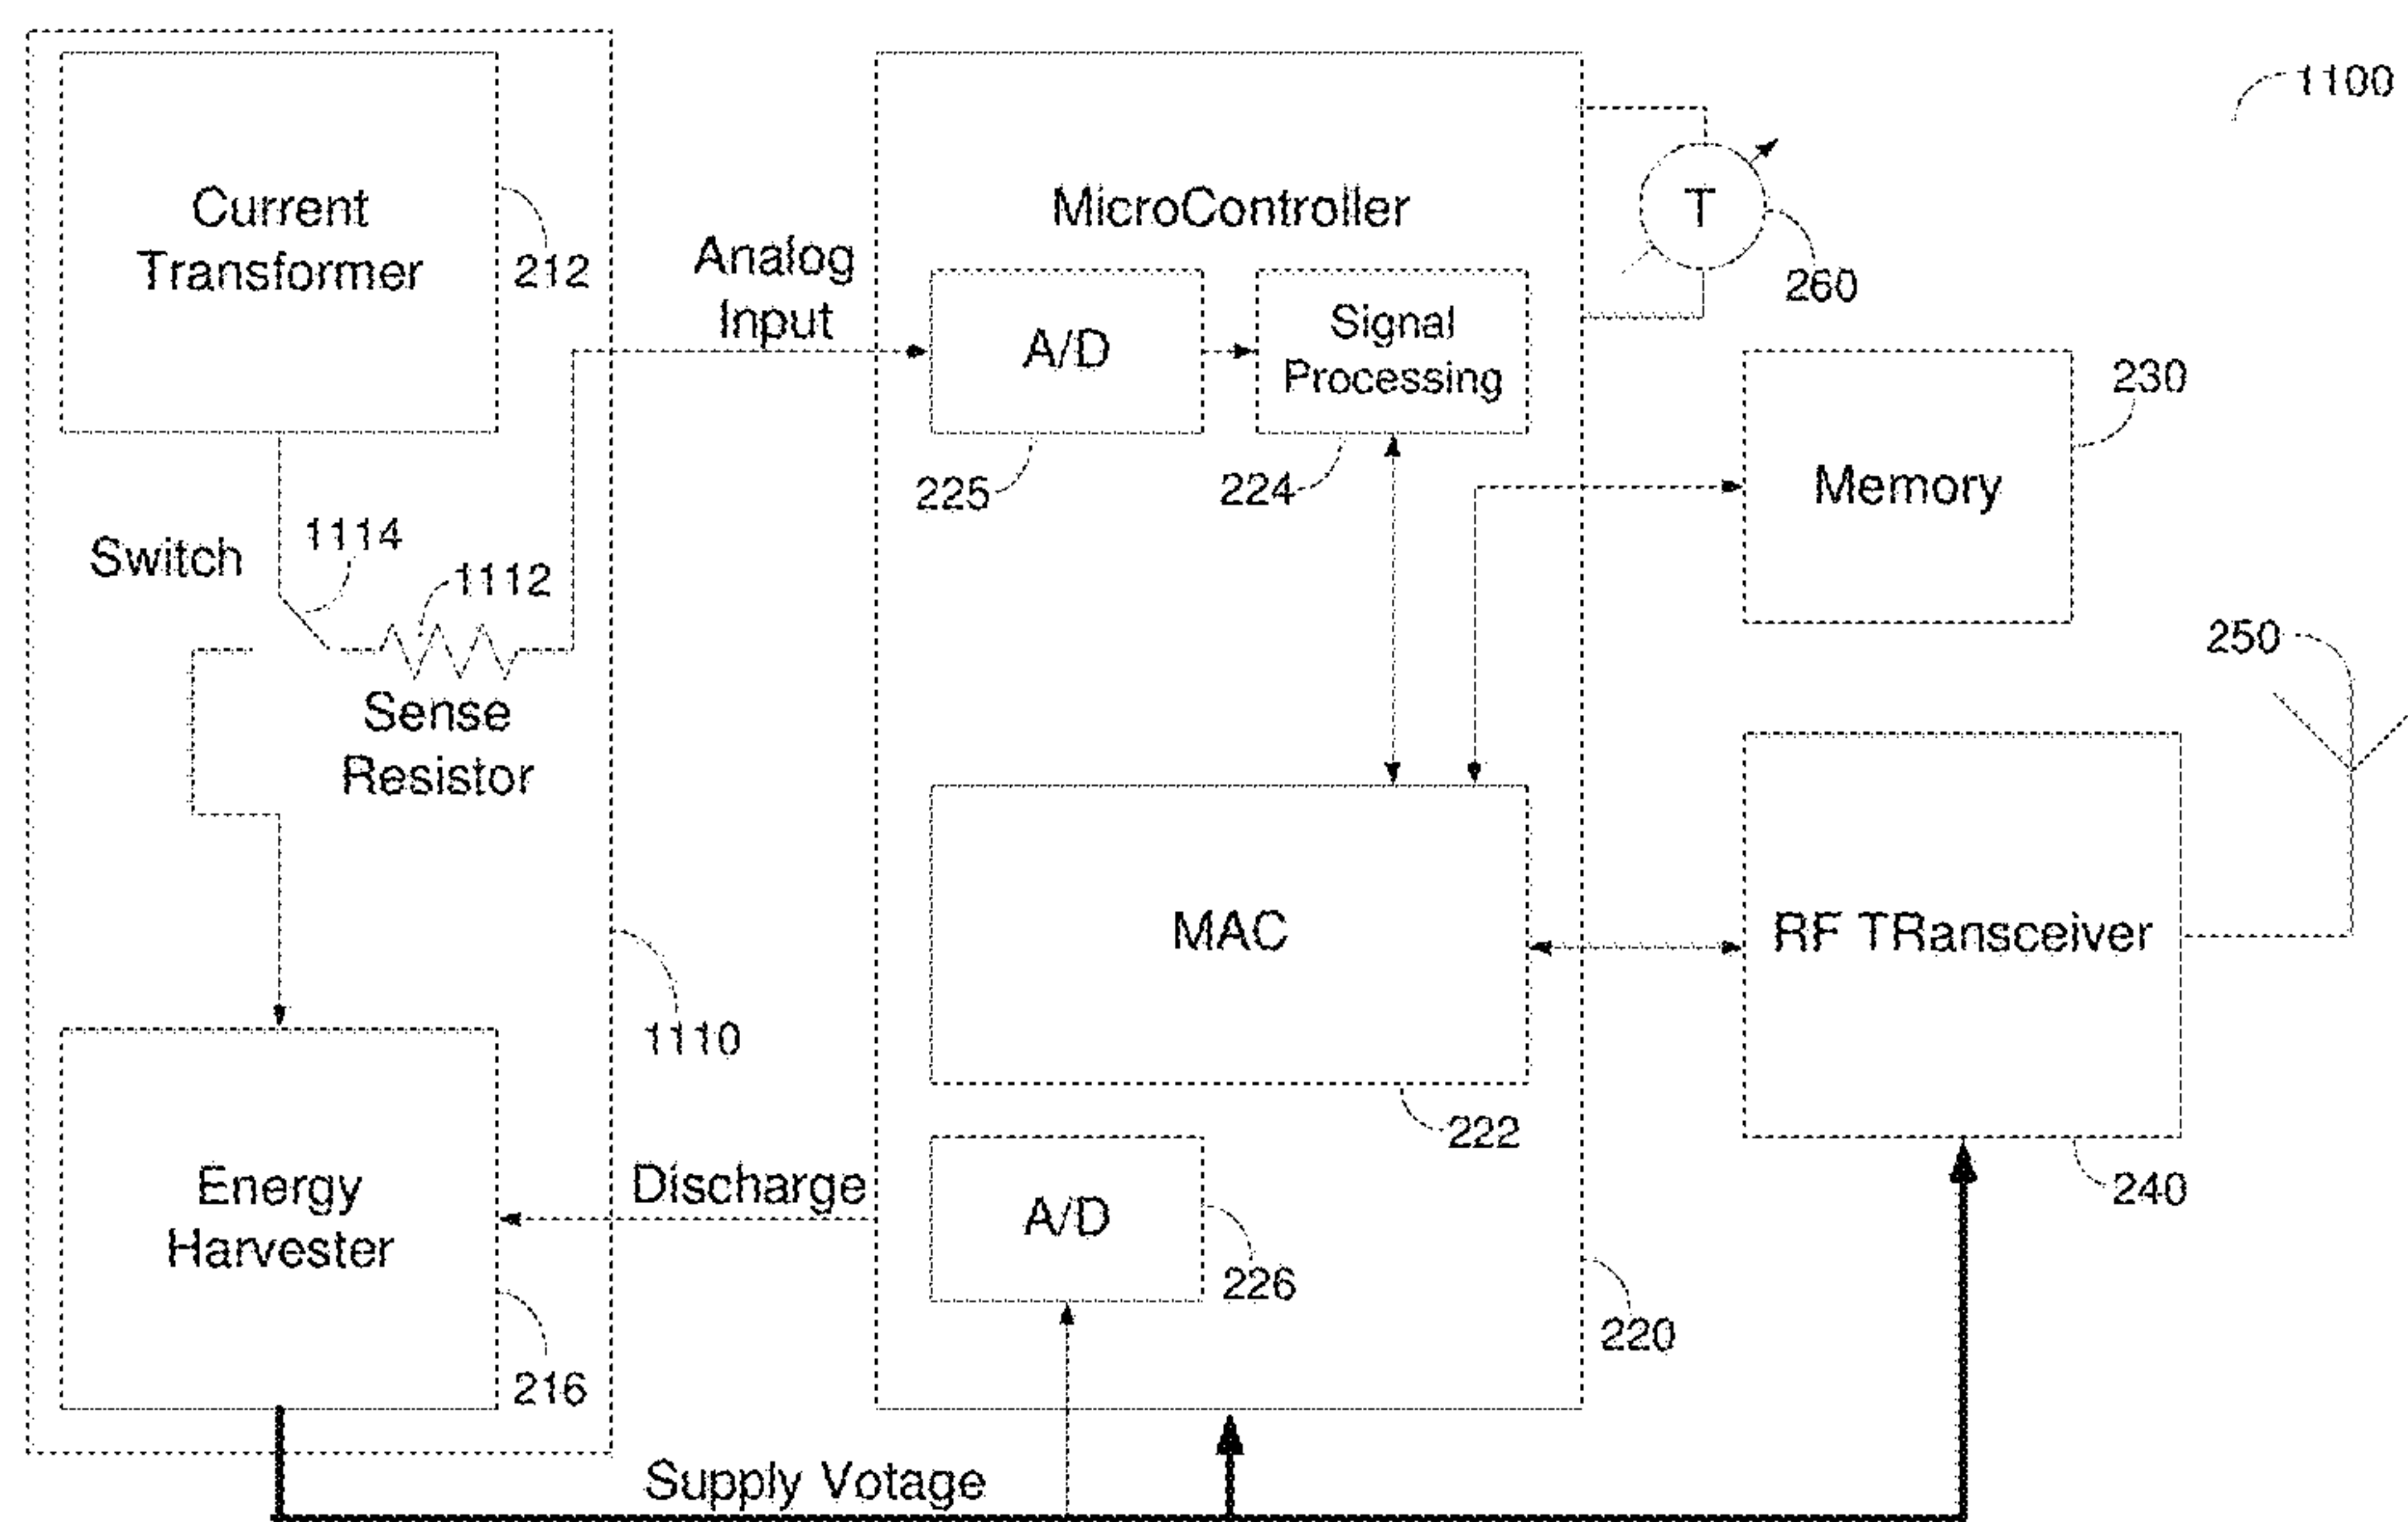 1100
Current
Transformer
212
MicroController
T
260
Analog
Input
A/D
225
Signal
Processing
224
230
Memory
Switch
1114
1112
Sense
Resistor
250
MAC
222
RF TRansceiver
240
1110
Energy
Harvester
216
Discharge
A/D
226
220
Supply Votage